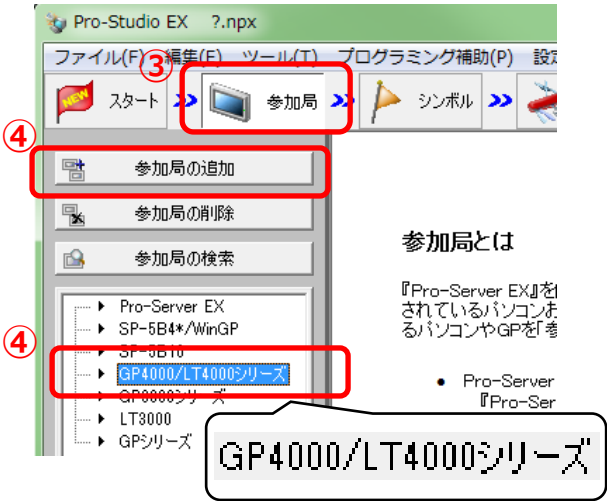 Pro-Studio EX ?.npx
ファイル(F) 編集(E) ツール(T) プログラミング補助(P) 設定
③
NEW スタート 参加局 シンボル
④
参加局の追加
参加局の削除
参加局の検索
参加局とは
『Pro-Server EX』を
されているパソコンお
るパソコンやGPを「参
• Pro-Server
『Pro-Ser
Pro-Server EX
SP-5B4*/WinGP
④
SP-5B10
GP4000/LT4000シリーズ
GP3000シリーズ
LT3000
GPシリーズ
GP4000/LT4000シリーズ